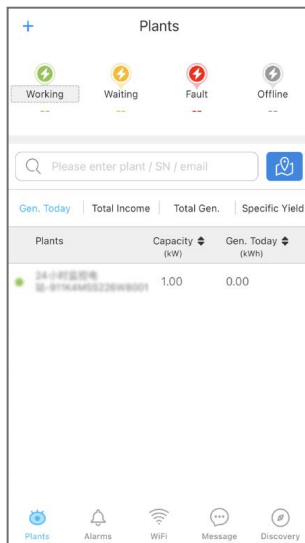 + Plants
Working Waiting Fault Offline
-- -- -- --
Please enter plant / SN / email
Gen. Today Total Income Total Gen. Specific Yield
Plants Capacity Gen. Today
(kW) (kWh)
1.00 0.00
Plants Alarms WiFi Message Discovery